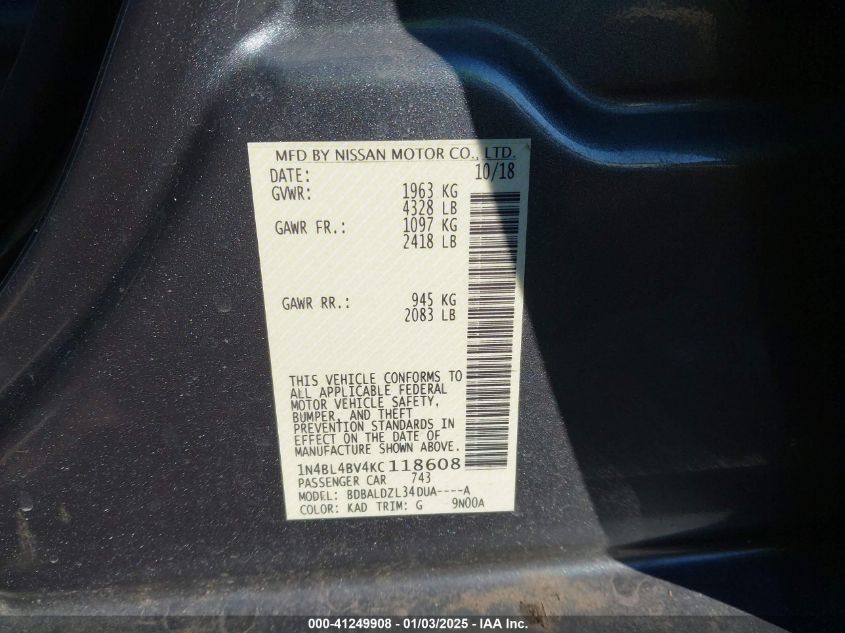 MFD BY NISSAN MOTOR CO., LTD.
DATE: 10/18
GVWR: 1963 KG
4328 LB
GAWR FR.: 1097 KG
2418 LB
GAWR RR.: 945 KG
2083 LB
THIS VEHICLE CONFORMS TO
ALL APPLICABLE FEDERAL
MOTOR VEHICLE SAFETY,
BUMPER, AND THEFT
PREVENTION STANDARDS IN
EFFECT ON THE DATE OF
MANUFACTURE SHOWN ABOVE.
1N4BL4BV4KC118608
PASSENGER CAR 743
MODEL: BDBALDZL34DUA----A
COLOR: KAD TRIM: G 9N00A
000-41249908 - 01/03/2025 - IAA Inc.